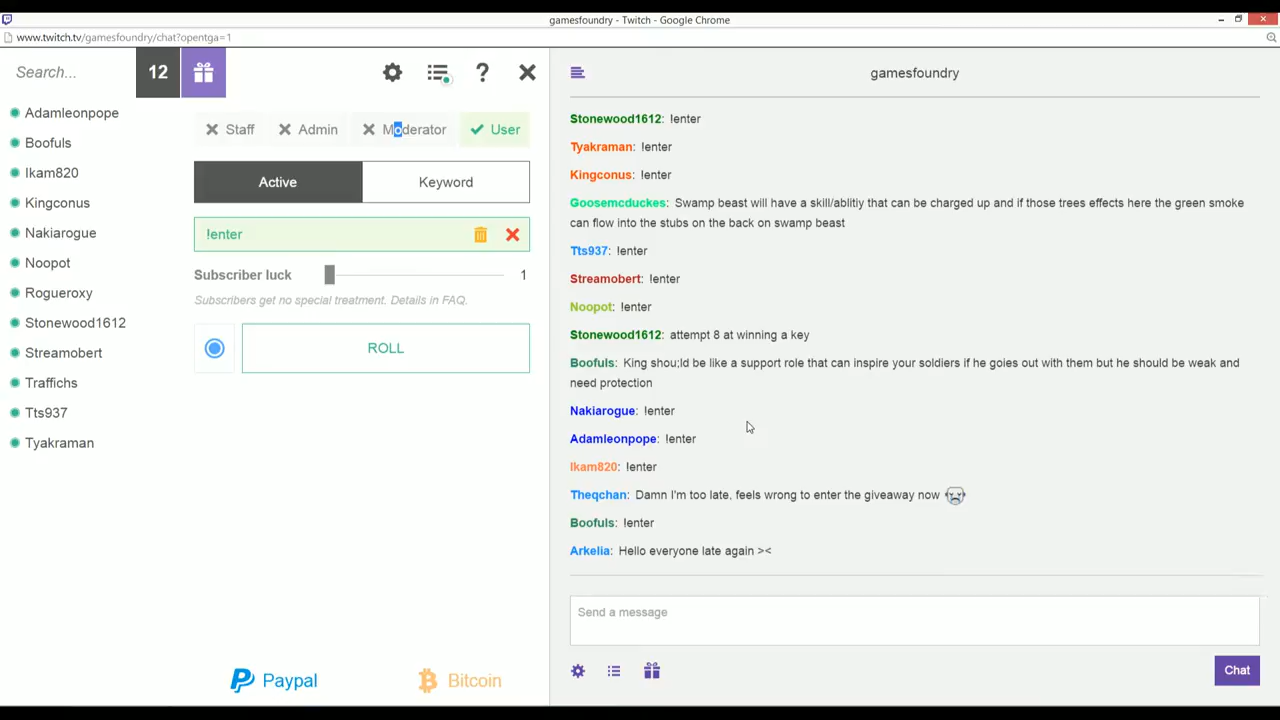 gamesfoundry - Twitch - Google Chrome
www.twitch.tv/gamesfoundry/chat?opentga=1
Search...
12
Adamleonpope
Boofuls
Ikam820
Kingconus
Nakiarogue
Noopot
Rogueroxy
Stonewood1612
Streamobert
Traffichs
Tts937
Tyakraman
Staff Admin Moderator User
Active Keyword
!enter
Subscriber luck 1
Subscribers get no special treatment. Details in FAQ.
ROLL
Paypal Bitcoin
gamesfoundry
Stonewood1612: !enter
Tyakraman: !enter
Kingconus: !enter
Goosemcduckes: Swamp beast will have a skill/ablitiy that can be charged up and if those trees effects here the green smoke
can flow into the stubs on the back on swamp beast
Tts937: !enter
Streamobert: !enter
Noopot: !enter
Stonewood1612: attempt 8 at winning a key
Boofuls: King shou;ld be like a support role that can inspire your soldiers if he goies out with them but he should be weak and
need protection
Nakiarogue: !enter
Adamleonpope: !enter
Ikam820: !enter
Theqchan: Damn I'm too late, feels wrong to enter the giveaway now
Boofuls: !enter
Arkelia: Hello everyone late again ><
Send a message
Chat